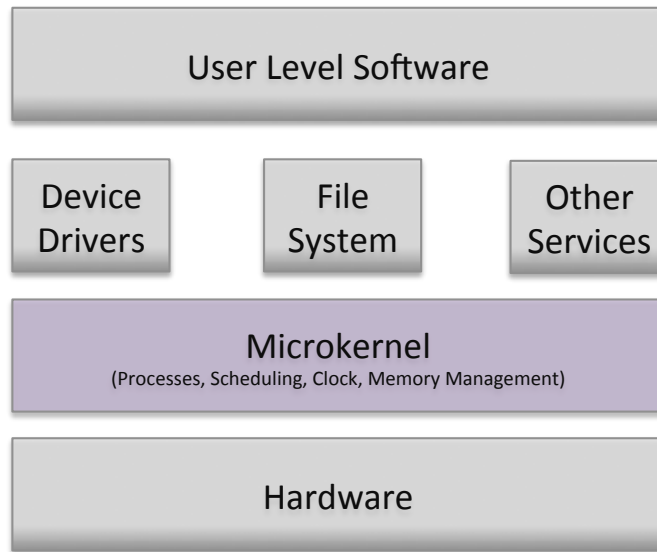 User Level Software
Device
Drivers
File
System
Other
Services
Microkernel
(Processes, Scheduling, Clock, Memory Management)
Hardware